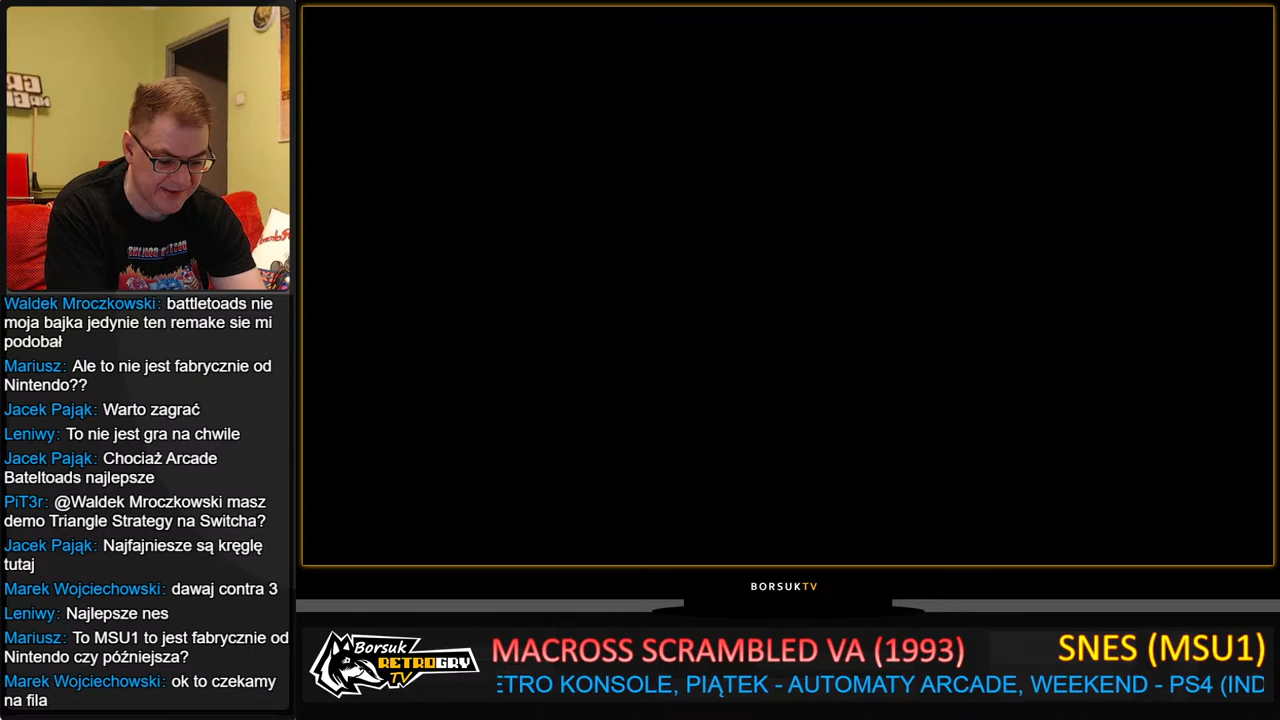 Waldek Mroczkowski: battletoads nie
moja bajka jedynie ten remake sie mi
podobał
Mariusz: Ale to nie jest fabrycznie od
Nintendo??
Jacek Pająk: Warto zagrać
Leniwy: To nie jest gra na chwile
Jacek Pająk: Chociaż Arcade
Bateltoads najlepsze
PiT3r: @Waldek Mroczkowski masz
demo Triangle Strategy na Switcha?
Jacek Pająk: Najfajniesze są kręglę
tutaj
Marek Wojciechowski: dawaj contra 3
Leniwy: Najlepsze nes
Mariusz: To MSU1 to jest fabrycznie od
Nintendo czy późniejsza?
Marek Wojciechowski: ok to czekamy
na fila
BORSUKTV
Borsuk
RETROGRY
TV
MACROSS SCRAMBLED VA (1993)
SNES (MSU1)
ETRO KONSOLE, PIĄTEK - AUTOMATY ARCADE, WEEKEND - PS4 (IND